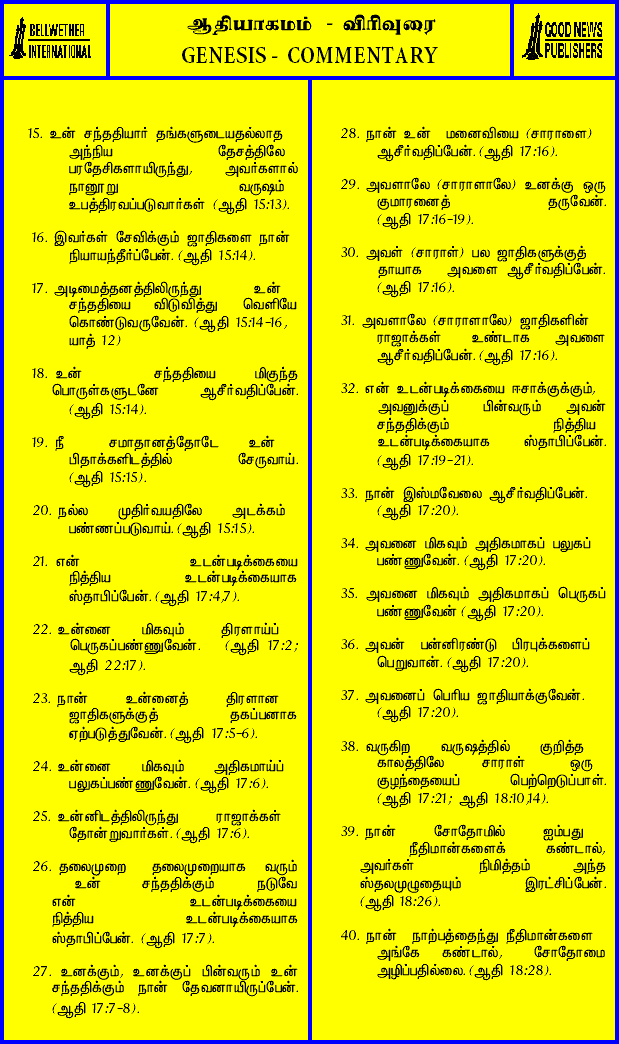 BELLWETHER
INTERNATIONAL
ஆதியாகமம் - விரிவுரை
GENESIS - COMMENTARY
GOOD NEWS
PUBLISHERS
15. உன் சந்ததியார் தங்களுடையதல்லாத
அந்நிய தேசத்திலே
பரதேசிகளாயிருந்து, அவர்களால்
நானூறு வருஷம்
உபத்திரவப்படுவார்கள் (ஆதி 15:13).
16. இவர்கள் சேவிக்கும் ஜாதிகளை நான்
நியாயந்தீர்ப்பேன். (ஆதி 15:14).
17. அடிமைத்தனத்திலிருந்து உன்
சந்ததியை விடுவித்து வெளியே
கொண்டுவருவேன். (ஆதி 15:14-16,
யாத் 12)
18. உன் சந்ததியை மிகுந்த
பொருள்களுடனே ஆசீர்வதிப்பேன்.
(ஆதி 15:14).
19. நீ சமாதானத்தோடே உன்
பிதாக்களிடத்தில் சேருவாய்.
(ஆதி 15:15).
20. நல்ல முதிர்வயதிலே அடக்கம்
பண்ணப்படுவாய். (ஆதி 15:15).
21. என் உடன்படிக்கையை
நித்திய உடன்படிக்கையாக
ஸ்தாபிப்பேன். (ஆதி 17:4,7).
22. உன்னை மிகவும் திரளாய்ப்
பெருகப்பண்ணுவேன். (ஆதி 17:2;
ஆதி 22:17).
23. நான் உன்னைத் திரளான
ஜாதிகளுக்குத் தகப்பனாக
ஏற்படுத்துவேன். (ஆதி 17:5-6).
24. உன்னை மிகவும் அதிகமாய்ப்
பலுகப்பண்ணுவேன். (ஆதி 17:6).
25. உன்னிடத்திலிருந்து ராஜாக்கள்
தோன்றுவார்கள். (ஆதி 17:6).
26. தலைமுறை தலைமுறையாக வரும்
உன் சந்ததிக்கும் நடுவே
என் உடன்படிக்கையை
நித்திய உடன்படிக்கையாக
ஸ்தாபிப்பேன். (ஆதி 17:7).
27. உனக்கும், உனக்குப் பின்வரும் உன்
சந்ததிக்கும் நான் தேவனாயிருப்பேன்.
(ஆதி 17:7-8).
28. நான் உன் மனைவியை (சாராளை)
ஆசீர்வதிப்பேன். (ஆதி 17:16).
29. அவளாலே (சாராளாலே) உனக்கு ஒரு
குமாரனைத் தருவேன்.
(ஆதி 17:16-19).
30. அவள் (சாராள்) பல ஜாதிகளுக்குத்
தாயாக அவளை ஆசீர்வதிப்பேன்.
(ஆதி 17:16).
31. அவளாலே (சாராளாலே) ஜாதிகளின்
ராஜாக்கள் உண்டாக அவளை
ஆசீர்வதிப்பேன். (ஆதி 17:16).
32. என் உடன்படிக்கையை ஈசாக்குக்கும்,
அவனுக்குப் பின்வரும் அவன்
சந்ததிக்கும் நித்திய
உடன்படிக்கையாக ஸ்தாபிப்பேன்.
(ஆதி 17:19-21).
33. நான் இஸ்மவேலை ஆசீர்வதிப்பேன்.
(ஆதி 17:20).
34. அவனை மிகவும் அதிகமாகப் பலுகப்
பண்ணுவேன். (ஆதி 17:20).
35. அவனை மிகவும் அதிகமாகப் பெருகப்
பண்ணுவேன் (ஆதி 17:20).
36. அவன் பன்னிரண்டு பிரபுக்களைப்
பெறுவான். (ஆதி 17:20).
37. அவனைப் பெரிய ஜாதியாக்குவேன்.
(ஆதி 17:20).
38. வருகிற வருஷத்தில் குறித்த
காலத்திலே சாராள் ஒரு
குழந்தையைப் பெற்றெடுப்பாள்.
(ஆதி 17:21; ஆதி 18:10,14).
39. நான் சோதோமில் ஐம்பது
நீதிமான்களைக் கண்டால்,
அவர்கள் நிமித்தம் அந்த
ஸ்தலமுழுதையும் இரட்சிப்பேன்.
(ஆதி 18:26).
40. நான் நாற்பத்தைந்து நீதிமான்களை
அங்கே கண்டால், சோதோமை
அழிப்பதில்லை. (ஆதி 18:28).